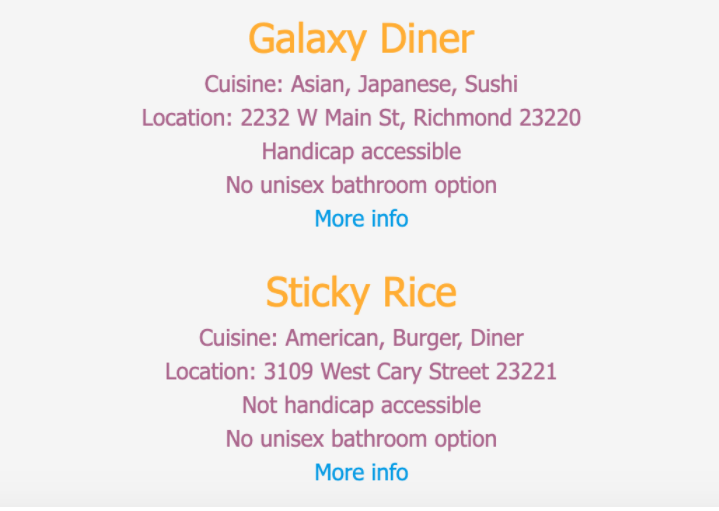 Galaxy Diner
Cuisine: Asian, Japanese, Sushi
Location: 2232 W Main St, Richmond 23220
Handicap accessible
No unisex bathroom option
More info
Sticky Rice
Cuisine: American, Burger, Diner
Location: 3109 West Cary Street 23221
Not handicap accessible
No unisex bathroom option
More info